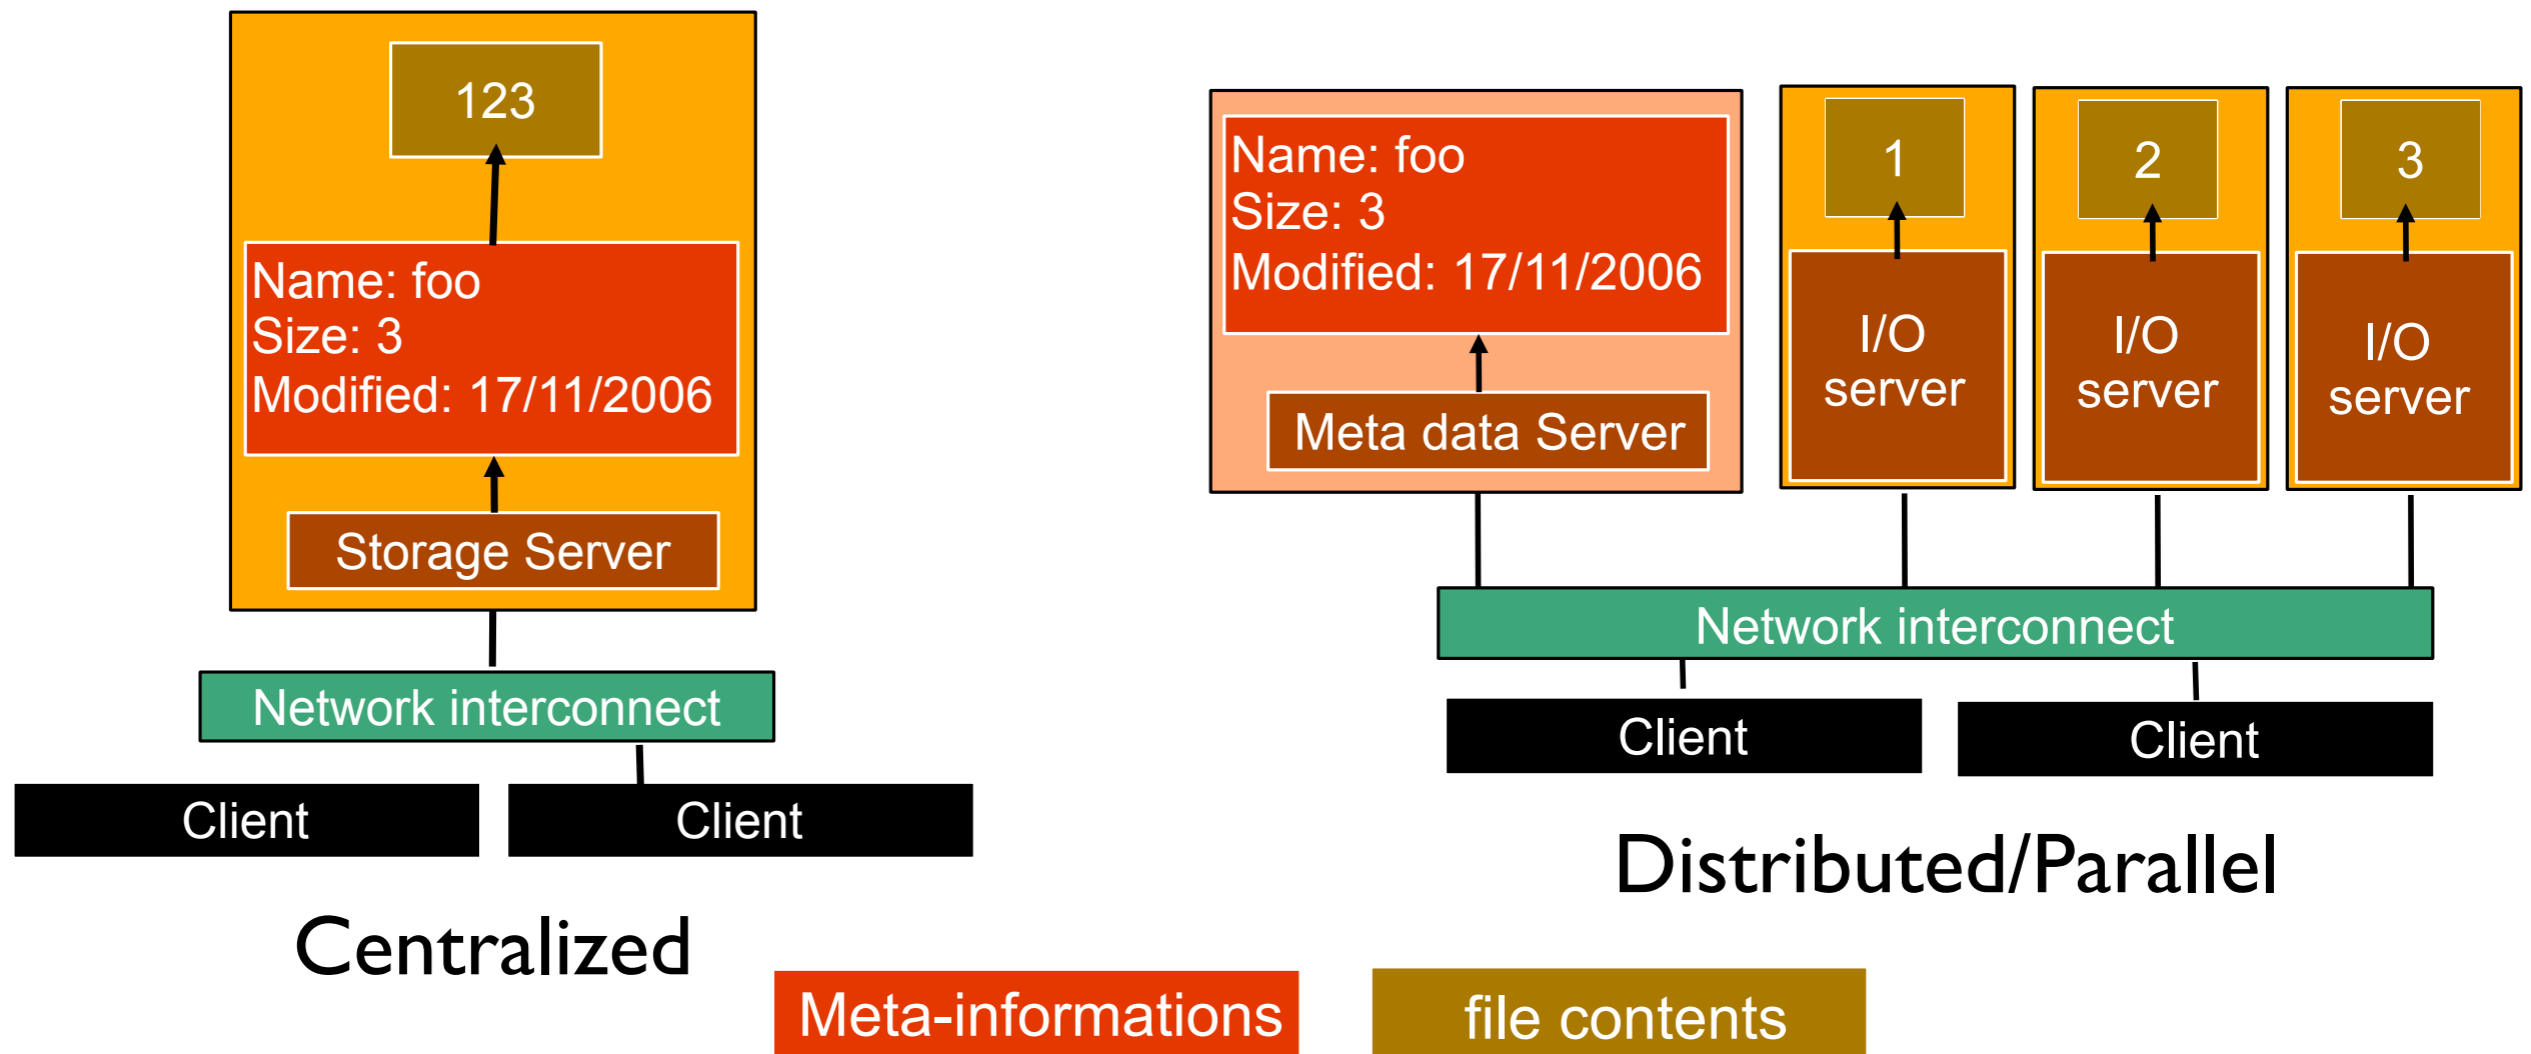 123
Name: foo
Size: 3
Modified: 17/11/2006
Storage Server
Network interconnect
Client
Client
Centralized
Name: foo
Size: 3
Modified: 17/11/2006
Meta data Server
1
I/O
server
2
I/O
server
3
I/O
server
Network interconnect
Client
Client
Distributed/Parallel
Meta-informations
file contents